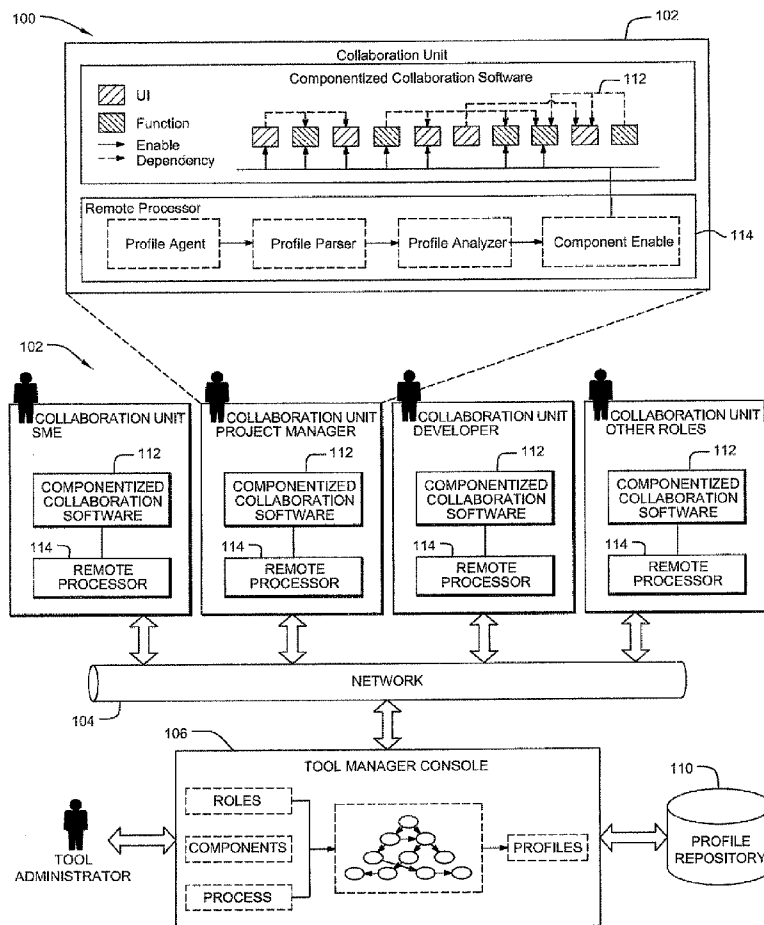 100
102
Collaboration Unit
Componentized Collaboration Software
112
UI
Function
Enable
Dependency
Remote Processor
Profile Agent
Profile Parser
Profile Analyzer
Component Enable
114
102
COLLABORATION UNIT
SME
112
COMPONENTIZED
COLLABORATION
SOFTWARE
114
REMOTE
PROCESSOR
COLLABORATION UNIT
PROJECT MANAGER
112
COMPONENTIZED
COLLABORATION
SOFTWARE
114
REMOTE
PROCESSOR
COLLABORATION UNIT
DEVELOPER
112
COMPONENTIZED
COLLABORATION
SOFTWARE
114
REMOTE
PROCESSOR
COLLABORATION UNIT
OTHER ROLES
112
COMPONENTIZED
COLLABORATION
SOFTWARE
114
REMOTE
PROCESSOR
NETWORK
104
106
TOOL MANAGER CONSOLE
ROLES
COMPONENTS
PROCESS
PROFILES
TOOL
ADMINISTRATOR
110
PROFILE
REPOSITORY